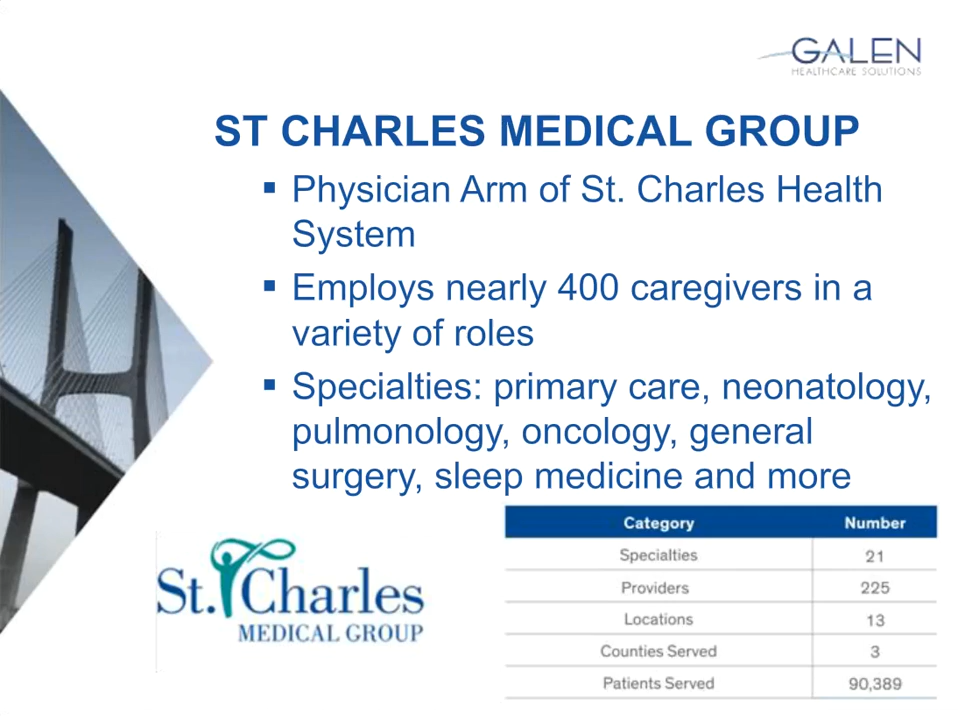 GALEN
HEALTHCARE SOLUTIONS
ST CHARLES MEDICAL GROUP
▪ Physician Arm of St. Charles Health
System
▪ Employs nearly 400 caregivers in a
variety of roles
▪ Specialties: primary care, neonatology,
pulmonology, oncology, general
surgery, sleep medicine and more
Category Number
Specialties 21
Providers 225
Locations 13
Counties Served 3
Patients Served 90,389
St. Charles
MEDICAL GROUP